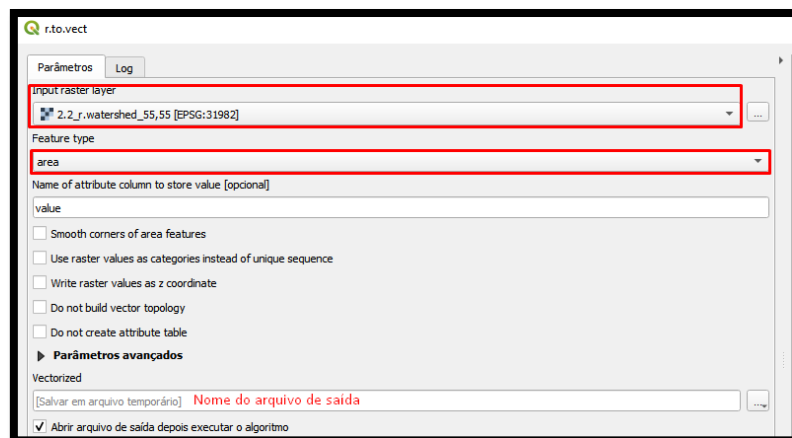 r.to.vect
Parâmetros Log
Input raster layer
2.2_r.watershed_55,55 [EPSG:31982]
...
Feature type
area
Name of attribute column to store value [opcional]
value
Smooth corners of area features
Use raster values as categories instead of unique sequence
Write raster values as z coordinate
Do not build vector topology
Do not create attribute table
Parâmetros avançados
Vectorized
[Salvar em arquivo temporário] Nome do arquivo de saída
...
Abrir arquivo de saída depois executar o algoritmo